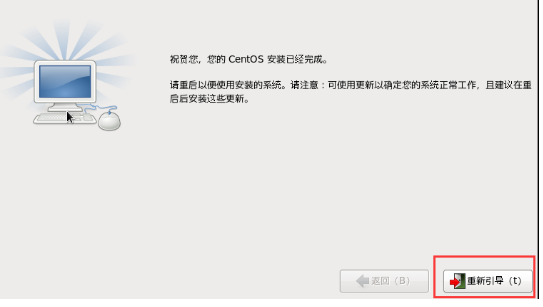 祝贺您，您的 CentOS 安装已经完成。
请重启以便使用安装的系统。请注意：可使用更新以确定您的系统正常工作，且建议在重
启后安装这些更新。
返回（B）
重新引导（t）